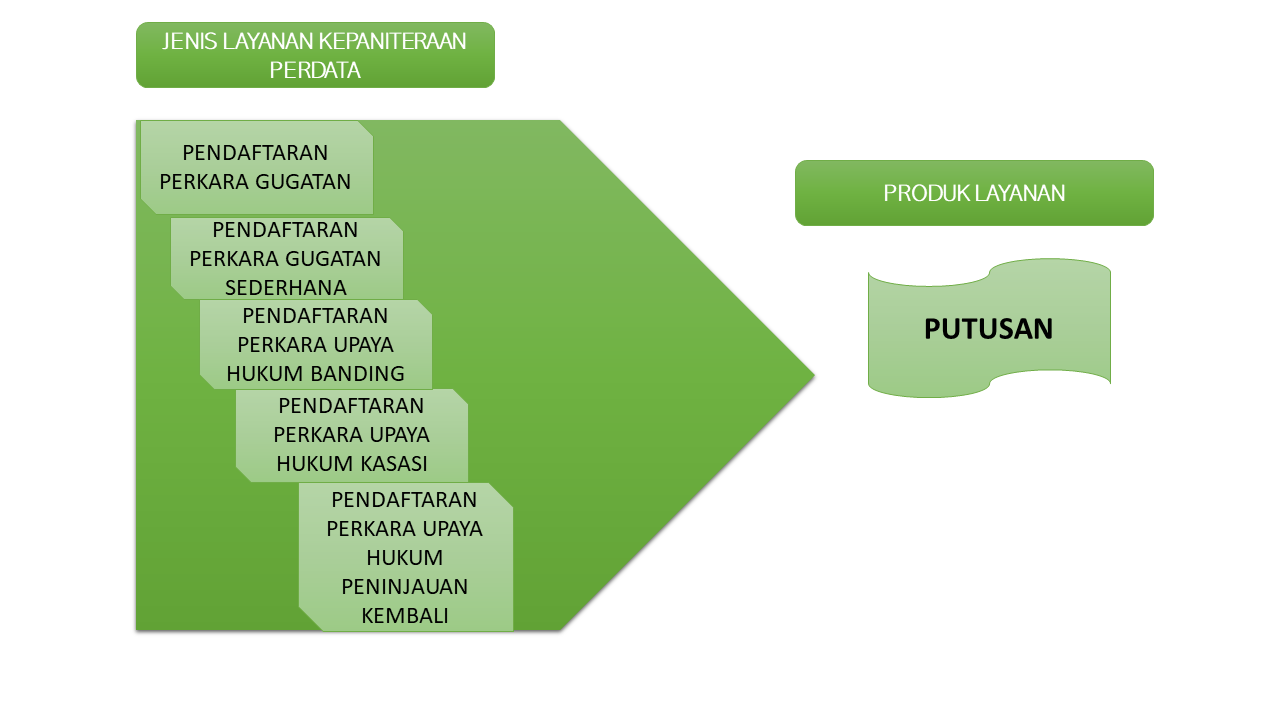 JENIS LAYANAN KEPANITERAAN
PERDATA
PENDAFTARAN
PERKARA GUGATAN
PENDAFTARAN
PERKARA GUGATAN
SEDERHANA
PENDAFTARAN
PERKARA UPAYA
HUKUM BANDING
PENDAFTARAN
PERKARA UPAYA
HUKUM KASASI
PENDAFTARAN
PERKARA UPAYA
HUKUM
PENINJAUAN
KEMBALI
PRODUK LAYANAN
PUTUSAN